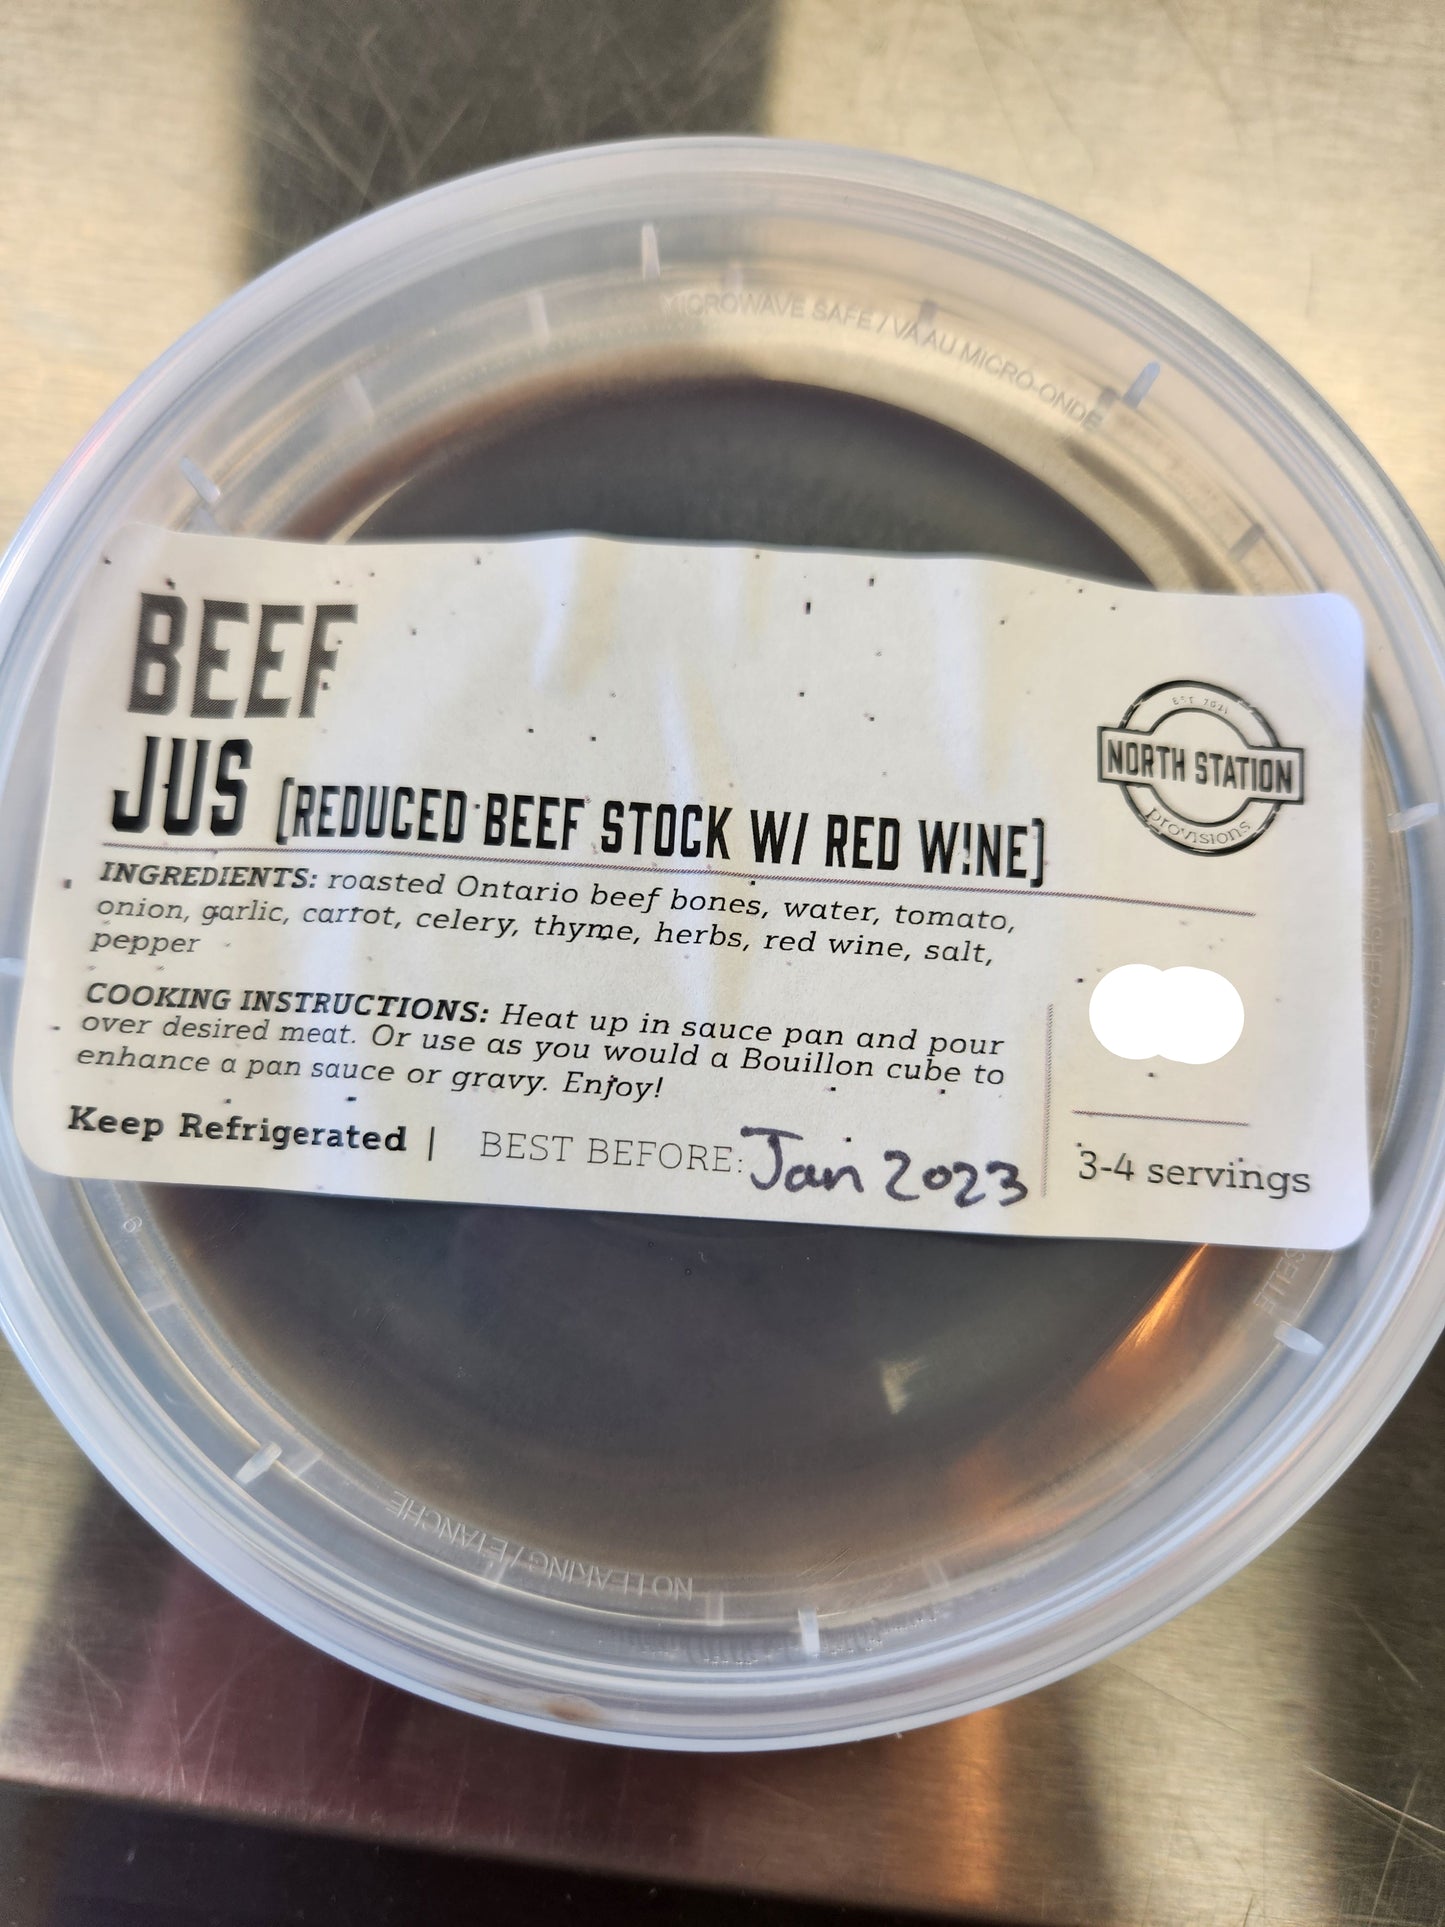 MICROWAVE SAFE / VA AU MICRO-ONDE
BEEF
JUS [REDUCED BEEF STOCK W/ RED W!NE]
EST 2021
NORTH STATION
provisions
INGREDIENTS: roasted Ontario beef bones, water, tomato,
onion, garlic, carrot, celery, thyme, herbs, red wine, salt,
pepper
COOKING INSTRUCTIONS: Heat up in sauce pan and pour
over desired meat. Or use as you would a Bouillon cube to
enhance a pan sauce or gravy. Enjoy!
Keep Refrigerated | BEST BEFORE: Jan 2023
3-4 servings
NO LEAKING / ETANCHE